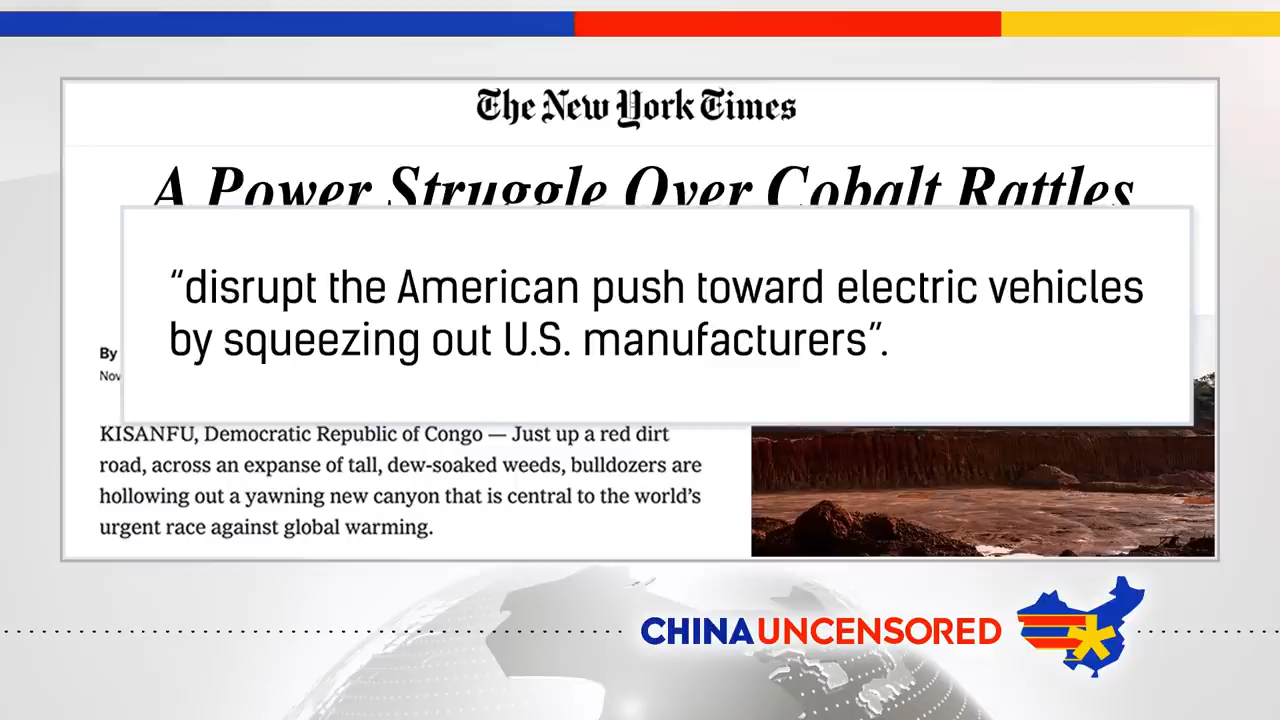 The New York Times
A Power Struggle Over Cobalt Rattles
“disrupt the American push toward electric vehicles
by squeezing out U.S. manufacturers”.
By
Nov
KISANFU, Democratic Republic of Congo — Just up a red dirt
road, across an expanse of tall, dew-soaked weeds, bulldozers are
hollowing out a yawning new canyon that is central to the world’s
urgent race against global warming.
CHINA UNCENSORED